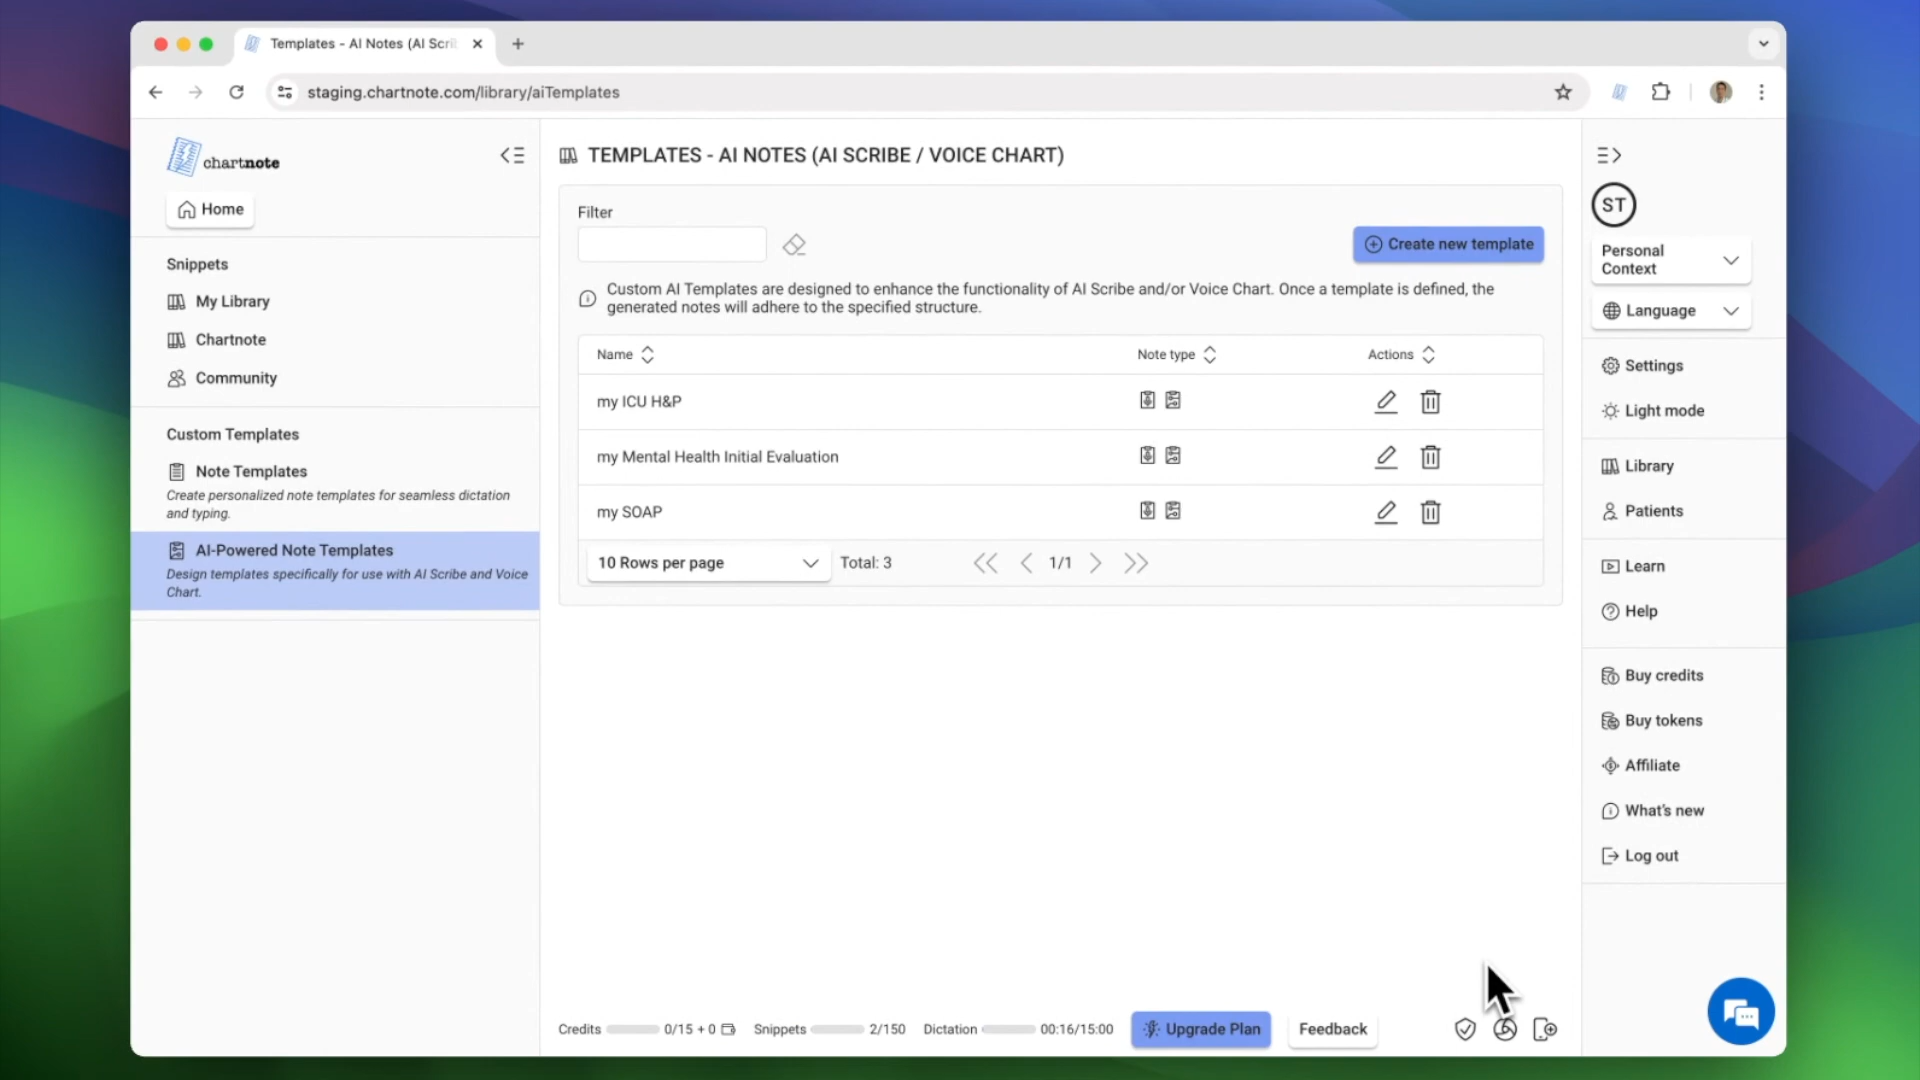 Templates - AI Notes (AI Scri
staging.chartnote.com/library/aiTemplates
chartnote
Home
Snippets
My Library
Chartnote
Community
Custom Templates
Note Templates
Create personalized note templates for seamless dictation
and typing.
AI-Powered Note Templates
Design templates specifically for use with AI Scribe and Voice
Chart.
TEMPLATES - AI NOTES (AI SCRIBE / VOICE CHART)
Filter
Create new template
Custom AI Templates are designed to enhance the functionality of AI Scribe and/or Voice Chart. Once a template is defined, the
generated notes will adhere to the specified structure.
Name Note type Actions
my ICU H&P
my Mental Health Initial Evaluation
my SOAP
10 Rows per page Total: 3 1/1
Credits 0/15 + 0 Snippets 2/150 Dictation 00:16/15:00 Upgrade Plan Feedback
ST
Personal
Context
Language
Settings
Light mode
Library
Patients
Learn
Help
Buy credits
Buy tokens
Affiliate
What's new
Log out